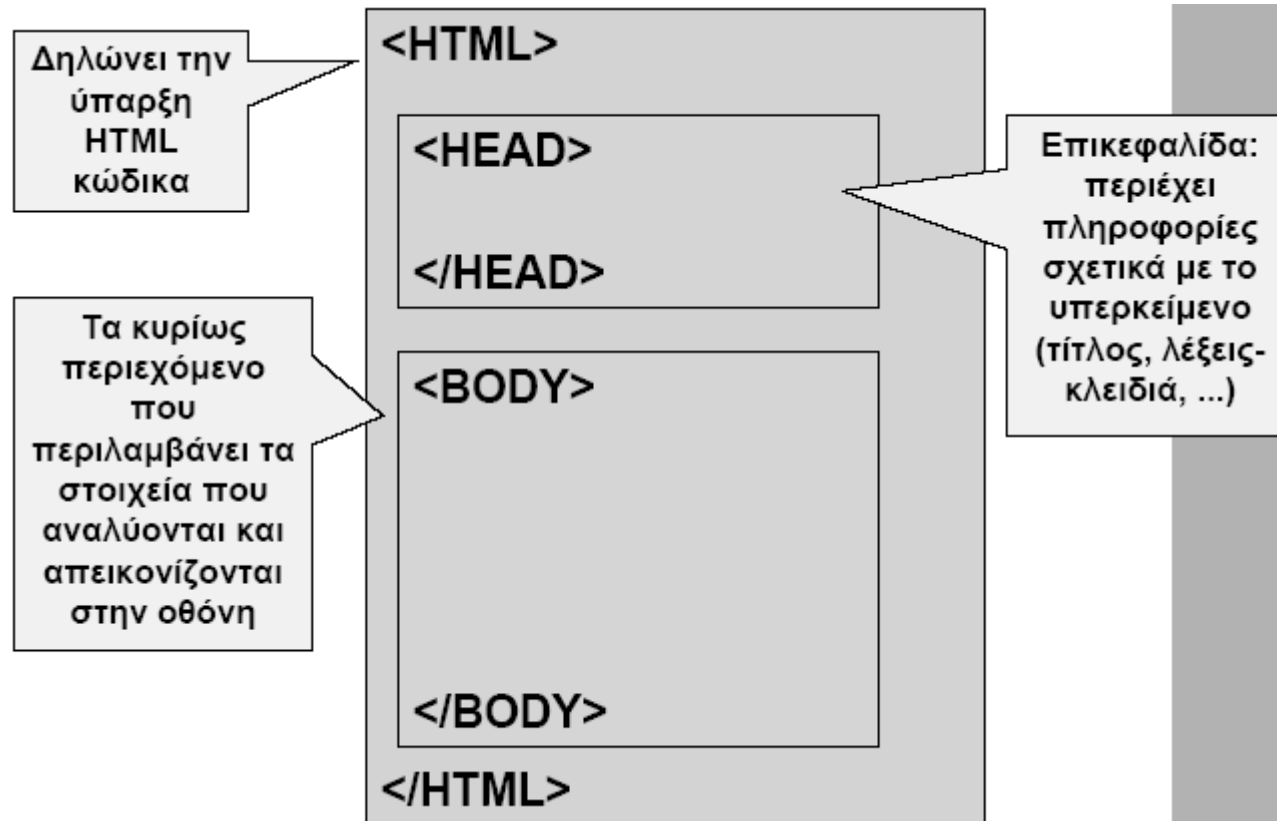 Δηλώνει την
ύπαρξη
HTML
κώδικα
<HTML>
<HEAD>
</HEAD>
Επικεφαλίδα:
περιέχει
πληροφορίες
σχετικά με το
υπερκείμενο
(τίτλος, λέξεις-
κλειδιά, ...)
Τα κυρίως
περιεχόμενο
που
περιλαμβάνει τα
στοιχεία που
αναλύονται και
απεικονίζονται
στην οθόνη
<BODY>
</BODY>
</HTML>